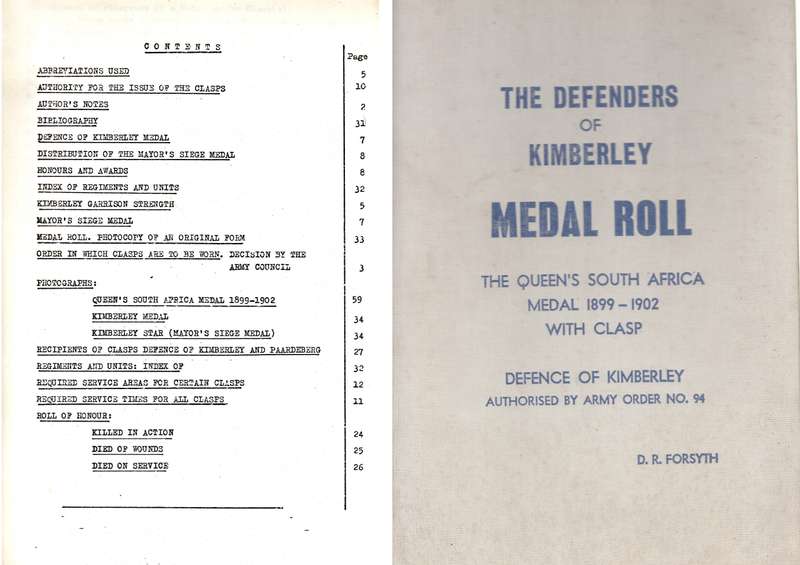 CONTENTS
Page
ABBREVIATIONS USED 5
AUTHORITY FOR THE ISSUE OF THE CLASPS 10
AUTHOR'S NOTES 2
BIBLIOGRAPHY 31
DEFENCE OF KIMBERLEY MEDAL 7
DISTRIBUTION OF THE MAYOR'S SIEGE MEDAL 8
HONOURS AND AWARDS 8
INDEX OF REGIMENTS AND UNITS 32
KIMBERLEY GARRISON STRENGTH 5
MAYOR'S SIEGE MEDAL 7
MEDAL ROLL. PHOTOCOPY OF AN ORIGINAL FORM 33
ORDER IN WHICH CLASPS ARE TO BE WORN. DECISION BY THE
ARMY COUNCIL 3
PHOTOGRAPHS:
QUEEN'S SOUTH AFRICA MEDAL 1899-1902 59
KIMBERLEY MEDAL 34
KIMBERLEY STAR (MAYOR'S SIEGE MEDAL) 34
RECIPIENTS OF CLASPS DEFENCE OF KIMBERLEY AND PAARDEBERG 27
REGIMENTS AND UNITS: INDEX OF 32
REQUIRED SERVICE AREAS FOR CERTAIN CLASPS 12
REQUIRED SERVICE TIMES FOR ALL CLASPS 11
ROLL OF HONOUR:
KILLED IN ACTION 24
DIED OF WOUNDS 25
DIED ON SERVICE 26
THE DEFENDERS
OF
KIMBERLEY
MEDAL ROLL
THE QUEEN'S SOUTH AFRICA
MEDAL 1899–1902
WITH CLASP
DEFENCE OF KIMBERLEY
AUTHORISED BY ARMY ORDER NO. 94
D. R. FORSYTH